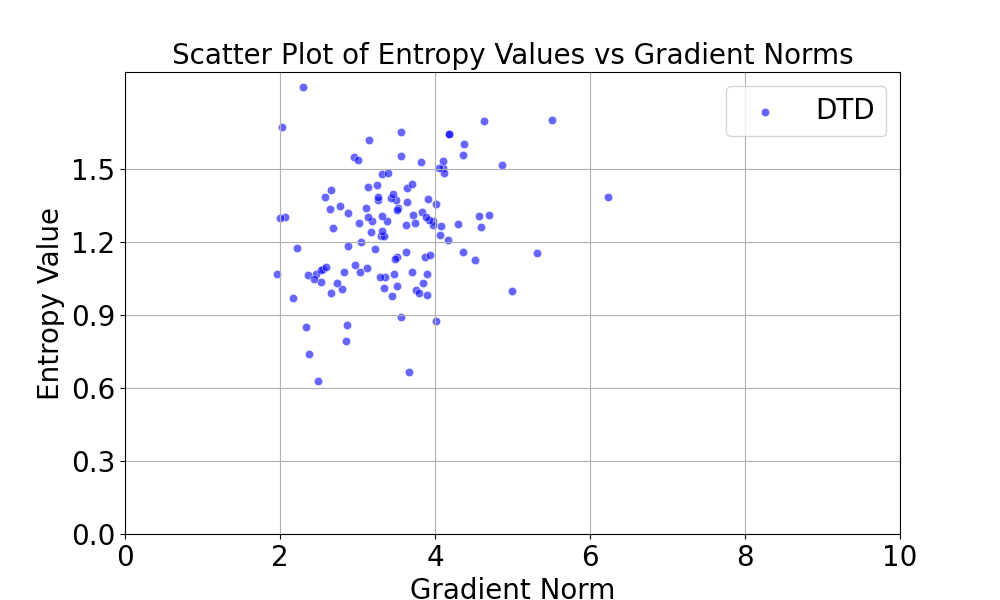 Scatter Plot of Entropy Values vs Gradient Norms
DTD
Entropy Value
1.5
1.2
0.9
0.6
0.3
0.0
0 2 4 6 8 10
Gradient Norm